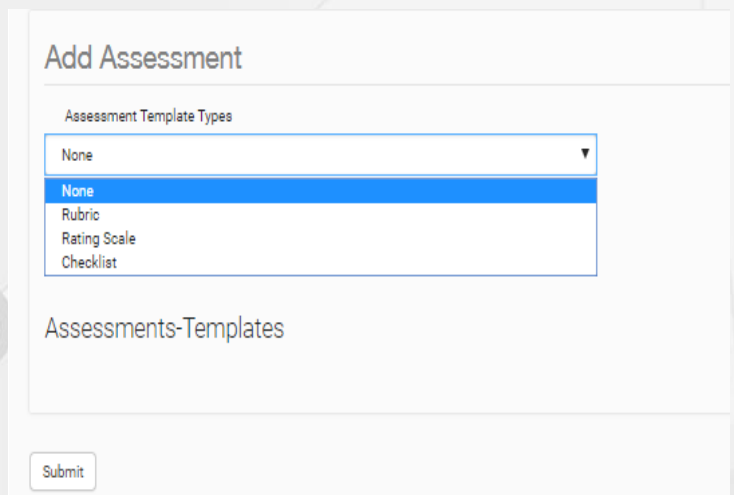 Add Assessment
Assessment Template Types
None
None
Rubric
Rating Scale
Checklist
Assessments-Templates
Submit